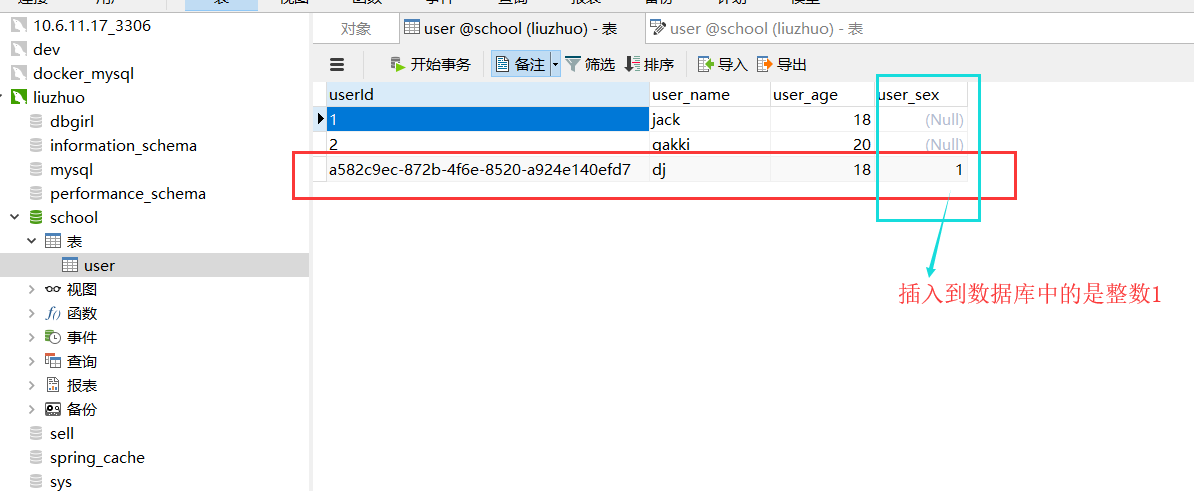 10.6.11.17_3306
dev
docker_mysql
liuzhuo
dbgirl
information_schema
mysql
performance_schema
school
表
user
视图
函数
事件
查询
报表
备份
sell
spring_cache
sys
对象
user @school (liuzhuo) - 表
user @school (liuzhuo) - 表
开始事务
备注
筛选
排序
导入
导出
userId user_name user_age user_sex
1 jack 18 (Null)
2 gakki 20 (Null)
a582c9ec-872b-4f6e-8520-a924e140efd7 dj 18 1
插入到数据库中的是整数1